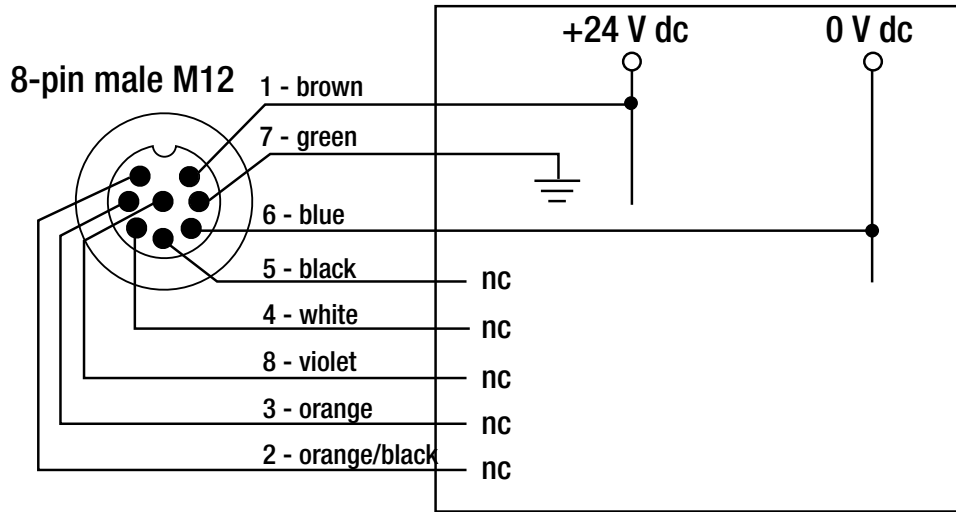 +24 V dc
0 V dc
8-pin male M12
1 - brown
7 - green
6 - blue
5 - black
nc
4 - white
nc
8 - violet
nc
3 - orange
nc
2 - orange/black
nc